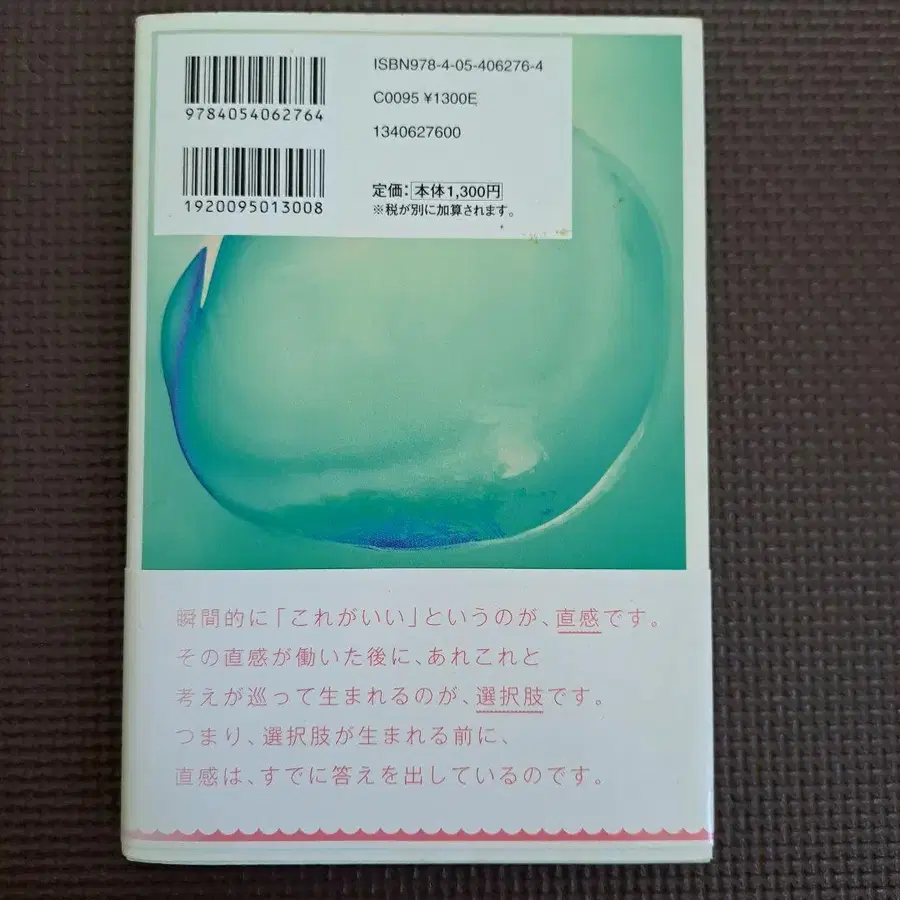 ISBN978-4-05-406276-4
9784054062764
C0095 ¥1300E
1340627600
1920095013008
定価：本体1,300円
※税が別に加算されます。
瞬間的に「これがいい」というのが、直感です。
その直感が働いた後に、あれこれと
考えが巡って生まれるのが、選択肢です。
つまり、選択肢が生まれる前に、
直感は、すでに答えを出しているのです。